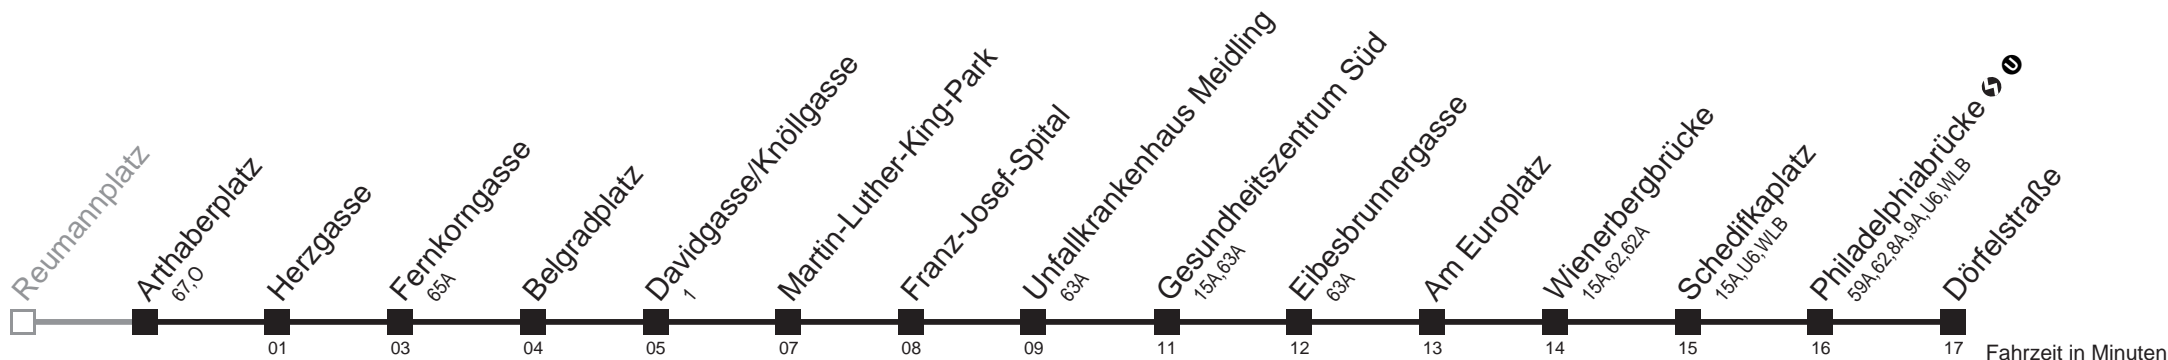 Reumannplatz
Arthaberplatz
67,O
Herzgasse
Fernkorngasse
65A
Belgradplatz
Davidgasse/Knöllgasse
1
Martin-Luther-King-Park
Franz-Josef-Spital
Unfallkrankenhaus Meidling
63A
Gesundheitszentrum Süd
15A,63A
Eibesbrunnergasse
63A
Am Europlatz
Wienerbergbrücke
15A,62,62A
Schedifkaplatz
15A,U6,WLB
Philadelphiabrücke U
59A,62,8A,9A,U6,WLB
Dörfelstraße
01 03 04 05 07 08 09 11 12 13 14 15 16 17 Fahrzeit in Minuten